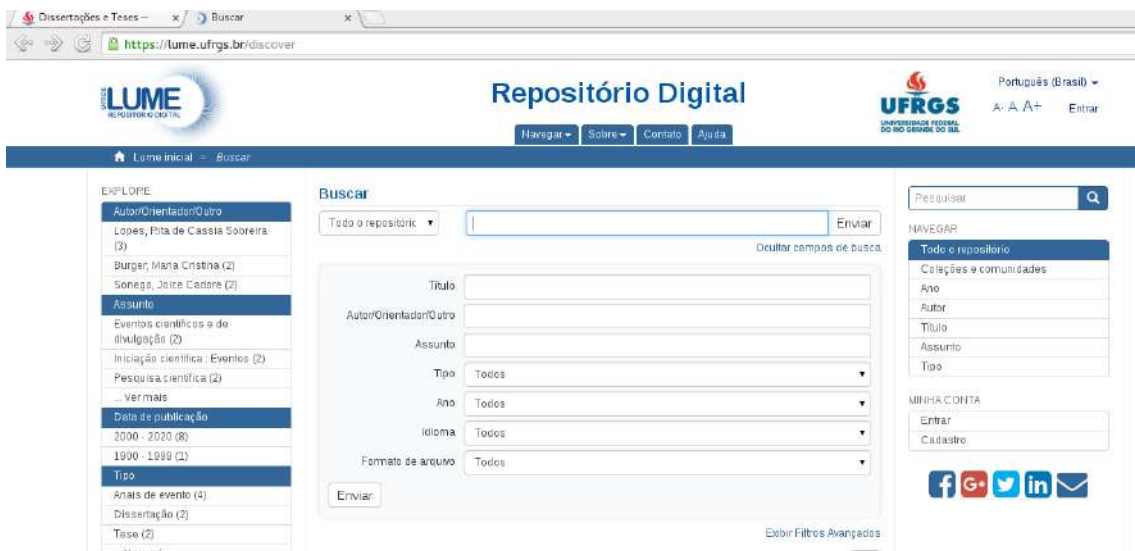 Dissertações e Teses – x
Buscar x
https://lume.ufrgs.br/discover
UFRGS
LUME
REPOSITÓRIO DIGITAL
Repositório Digital
Navegar Sobre Contato Ajuda
UFRGS
UNIVERSIDADE FEDERAL
DO RIO GRANDE DO SUL
Português (Brasil)
A- A A+ Entrar
Lume inicial Buscar
EXPLORE
Autor/Orientador/Outro
Lopes, Rita de Cassia Sobreira
(3)
Burger, Maria Cristina (2)
Sonego, Joice Cadore (2)
Assunto
Eventos científicos e de
divulgação (2)
Iniciação científica : Eventos (2)
Pesquisa científica (2)
... Ver mais
Data de publicação
2000 - 2020 (8)
1900 - 1999 (1)
Tipo
Anais de evento (4)
Dissertação (2)
Tese (2)
Buscar
Todo o repositóric
Enviar
Ocultar campos de busca
Título
Autor/Orientador/Outro
Assunto
Tipo Todos
Ano Todos
Idioma Todos
Formato de arquivo Todos
Enviar
Exibir Filtros Avançados
Pesquisar
NAVEGAR
Todo o repositório
Coleções e comunidades
Ano
Autor
Título
Assunto
Tipo
MINHA CONTA
Entrar
Cadastro
f G+ in